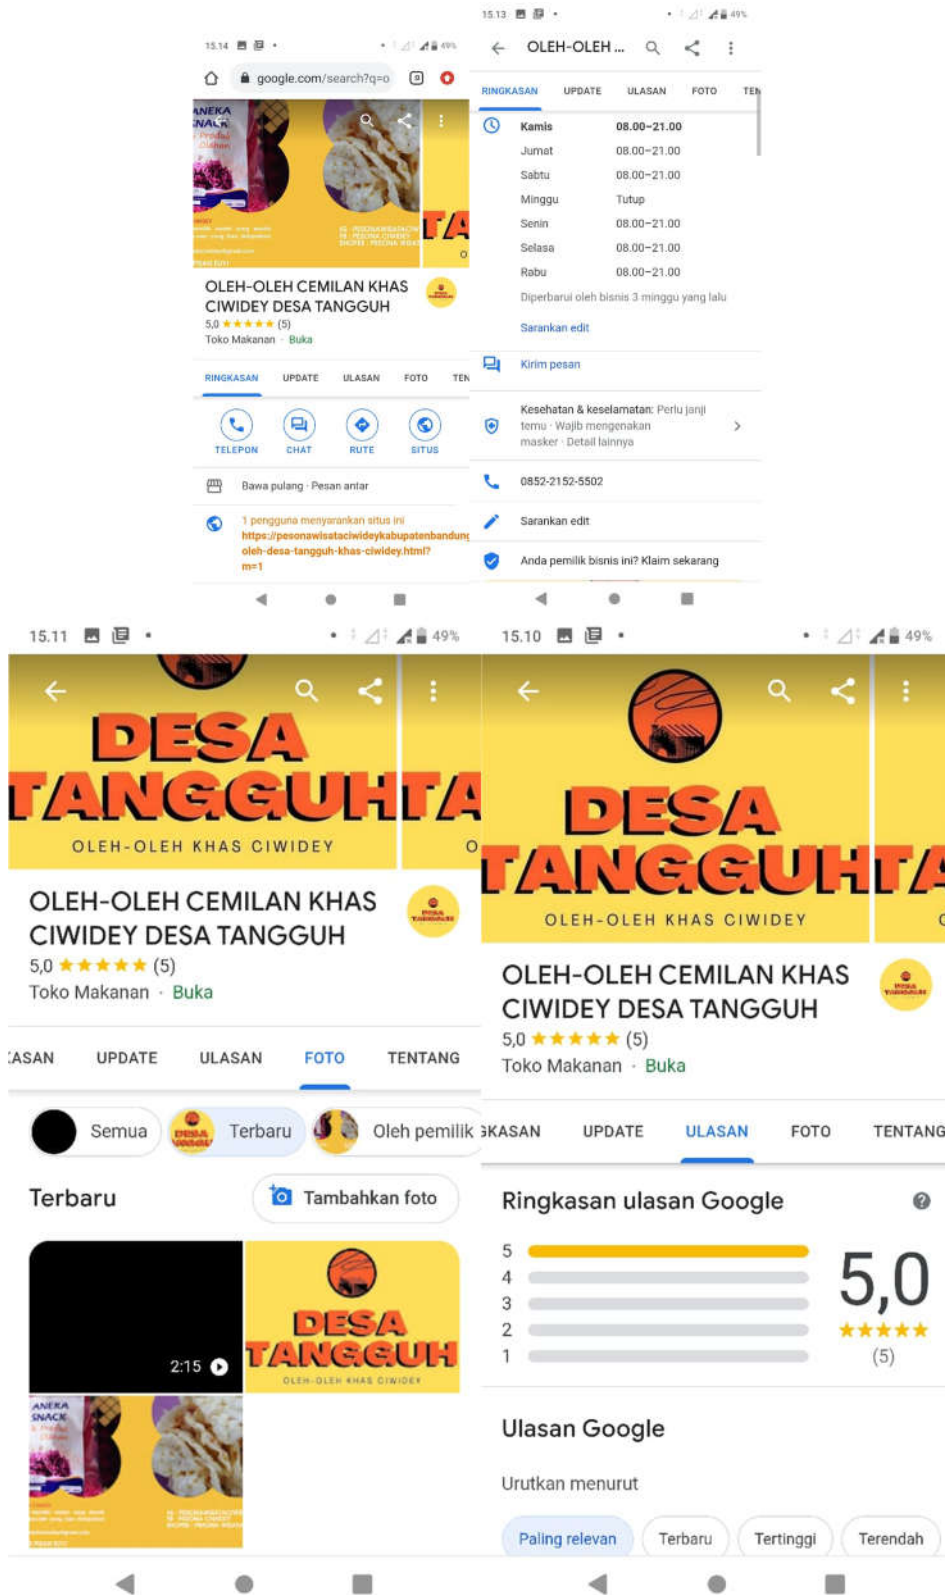 15.14
49%
google.com/search?q=o
ANEKA
SNACK
OLEH-OLEH CEMILAN KHAS
CIWIDEY DESA TANGGUH
5,0 (5)
Toko Makanan · Buka
RINGKASAN UPDATE ULASAN FOTO TEN
TELEPON CHAT RUTE SITUS
Bawa pulang · Pesan antar
1 pengguna menyarankan situs ini
https://pesonawisataciwideykabupatenbandung
oleh-desa-tangguh-khas-ciwidey.html?
m=1
15.13
49%
OLEH-OLEH ...
RINGKASAN UPDATE ULASAN FOTO TEN
Kamis 08.00–21.00
Jumat 08.00–21.00
Sabtu 08.00–21.00
Minggu Tutup
Senin 08.00–21.00
Selasa 08.00–21.00
Rabu 08.00–21.00
Diperbarui oleh bisnis 3 minggu yang lalu
Sarankan edit
Kirim pesan
Kesehatan & keselamatan: Perlu janji
temu · Wajib mengenakan
masker · Detail lainnya
0852-2152-5502
Sarankan edit
Anda pemilik bisnis ini? Klaim sekarang
15.11
49%
DESA
TANGGUH
OLEH-OLEH KHAS CIWIDEY
OLEH-OLEH CEMILAN KHAS
CIWIDEY DESA TANGGUH
5,0 (5)
Toko Makanan · Buka
KASAN UPDATE ULASAN FOTO TENTANG
Semua Terbaru Oleh pemilik
Terbaru
Tambahkan foto
2:15
DESA
TANGGUH
OLEH-OLEH KHAS CIWIDEY
ANEKA
SNACK
15.10
49%
DESA
TANGGUH
OLEH-OLEH KHAS CIWIDEY
OLEH-OLEH CEMILAN KHAS
CIWIDEY DESA TANGGUH
5,0 (5)
Toko Makanan · Buka
GKASAN UPDATE ULASAN FOTO TENTANG
Ringkasan ulasan Google
5
4
3
2
1
5,0
(5)
Ulasan Google
Urutkan menurut
Paling relevan Terbaru Tertinggi Terendah